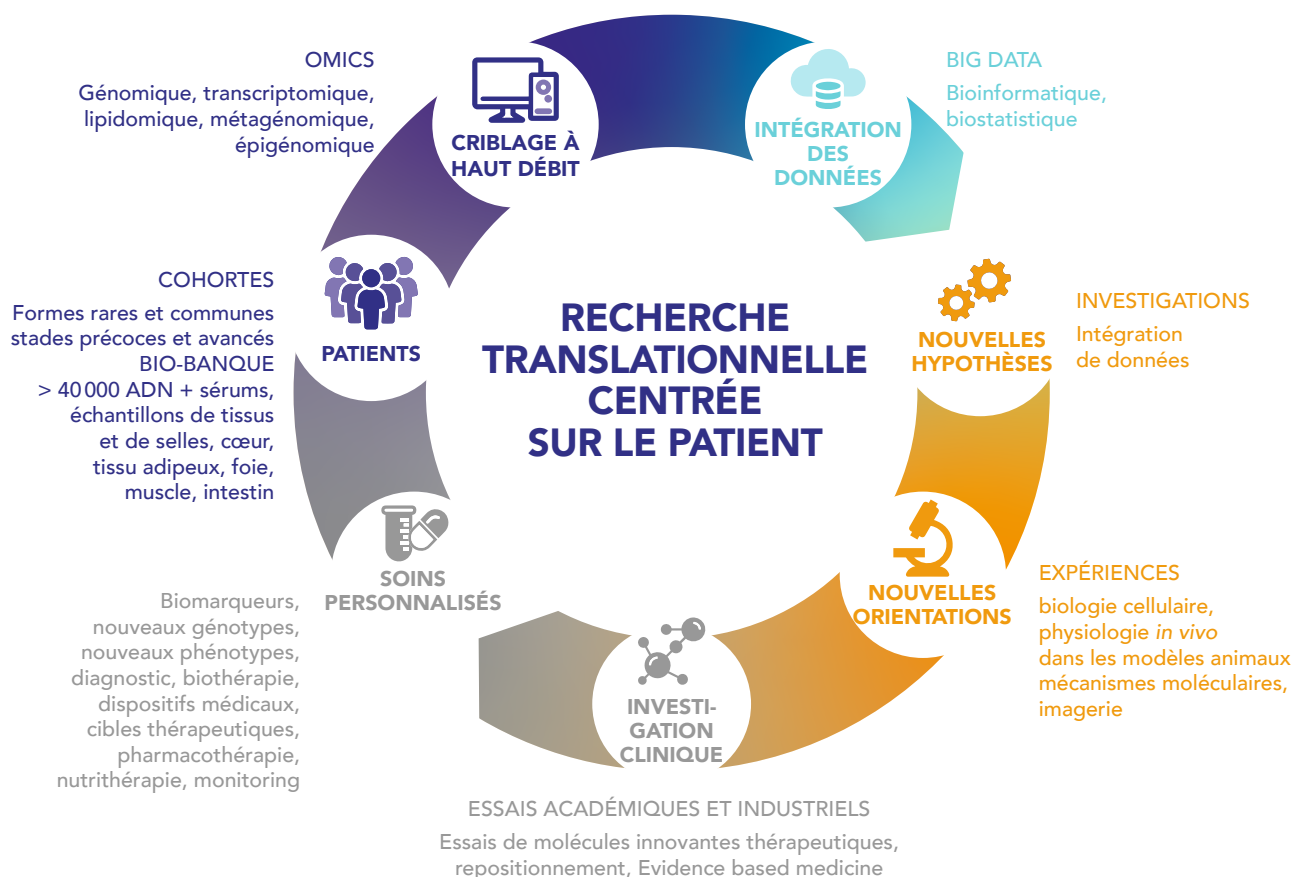 OMICS
Génomique, transcriptomique,
lipidomique, métagénomique,
épigénomique
CRIBLAGE À
HAUT DÉBIT
INTÉGRATION
DES
DONNÉES
BIG DATA
Bioinformatique,
biostatistique
COHORTES
Formes rares et communes
stades précoces et avancés
BIO-BANQUE
> 40 000 ADN + sérums,
échantillons de tissus
et de selles, cœur,
tissu adipeux, foie,
muscle, intestin
PATIENTS
RECHERCHE
TRANSLATIONNELLE
CENTRÉE
SUR LE PATIENT
NOUVELLES
HYPOTHÈSES
INVESTIGATIONS
Intégration
de données
SOINS
PERSONNALISÉS
Biomarqueurs,
nouveaux génotypes,
nouveaux phénotypes,
diagnostic, biothérapie,
dispositifs médicaux,
cibles thérapeutiques,
pharmacothérapie,
nutrithérapie, monitoring
INVESTI-
GATION
CLINIQUE
NOUVELLES
ORIENTATIONS
EXPÉRIENCES
biologie cellulaire,
physiologie in vivo
dans les modèles animaux
mécanismes moléculaires,
imagerie
ESSAIS ACADÉMIQUES ET INDUSTRIELS
Essais de molécules innovantes thérapeutiques,
repositionnement, Evidence based medicine